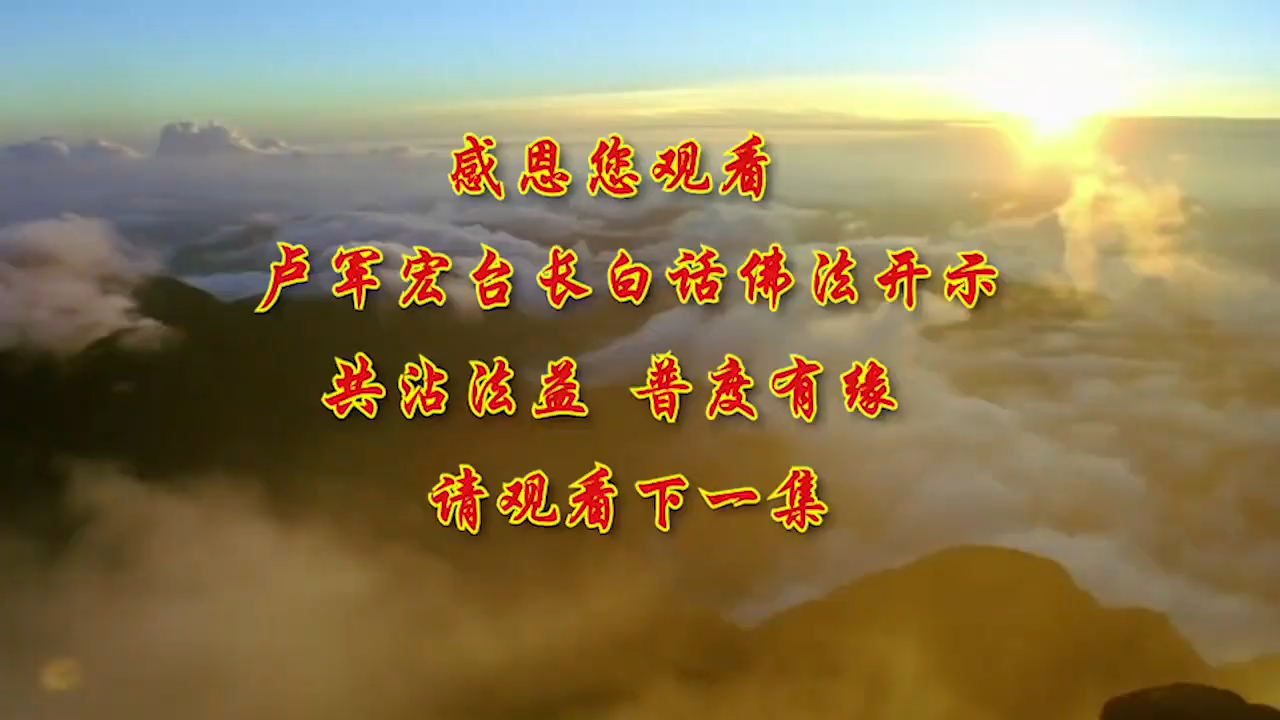 感恩您观看
卢军宏台长白话佛法开示
共沾法益 普度有缘
请观看下一集